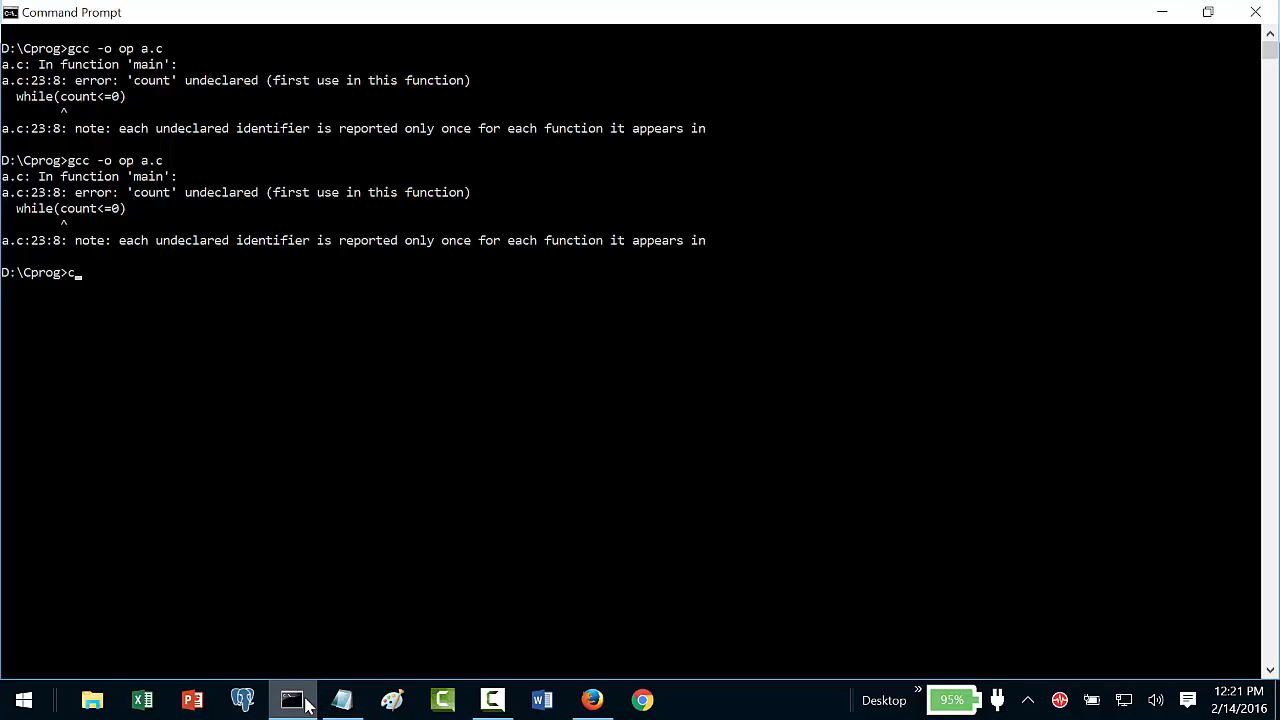 Command Prompt
D:\Cprog>gcc -o op a.c
a.c: In function 'main':
a.c:23:8: error: 'count' undeclared (first use in this function)
while(count<=0)
^
a.c:23:8: note: each undeclared identifier is reported only once for each function it appears in
D:\Cprog>gcc -o op a.c
a.c: In function 'main':
a.c:23:8: error: 'count' undeclared (first use in this function)
while(count<=0)
^
a.c:23:8: note: each undeclared identifier is reported only once for each function it appears in
D:\Cprog>c_
Desktop » 95% 12:21 PM
2/14/2016